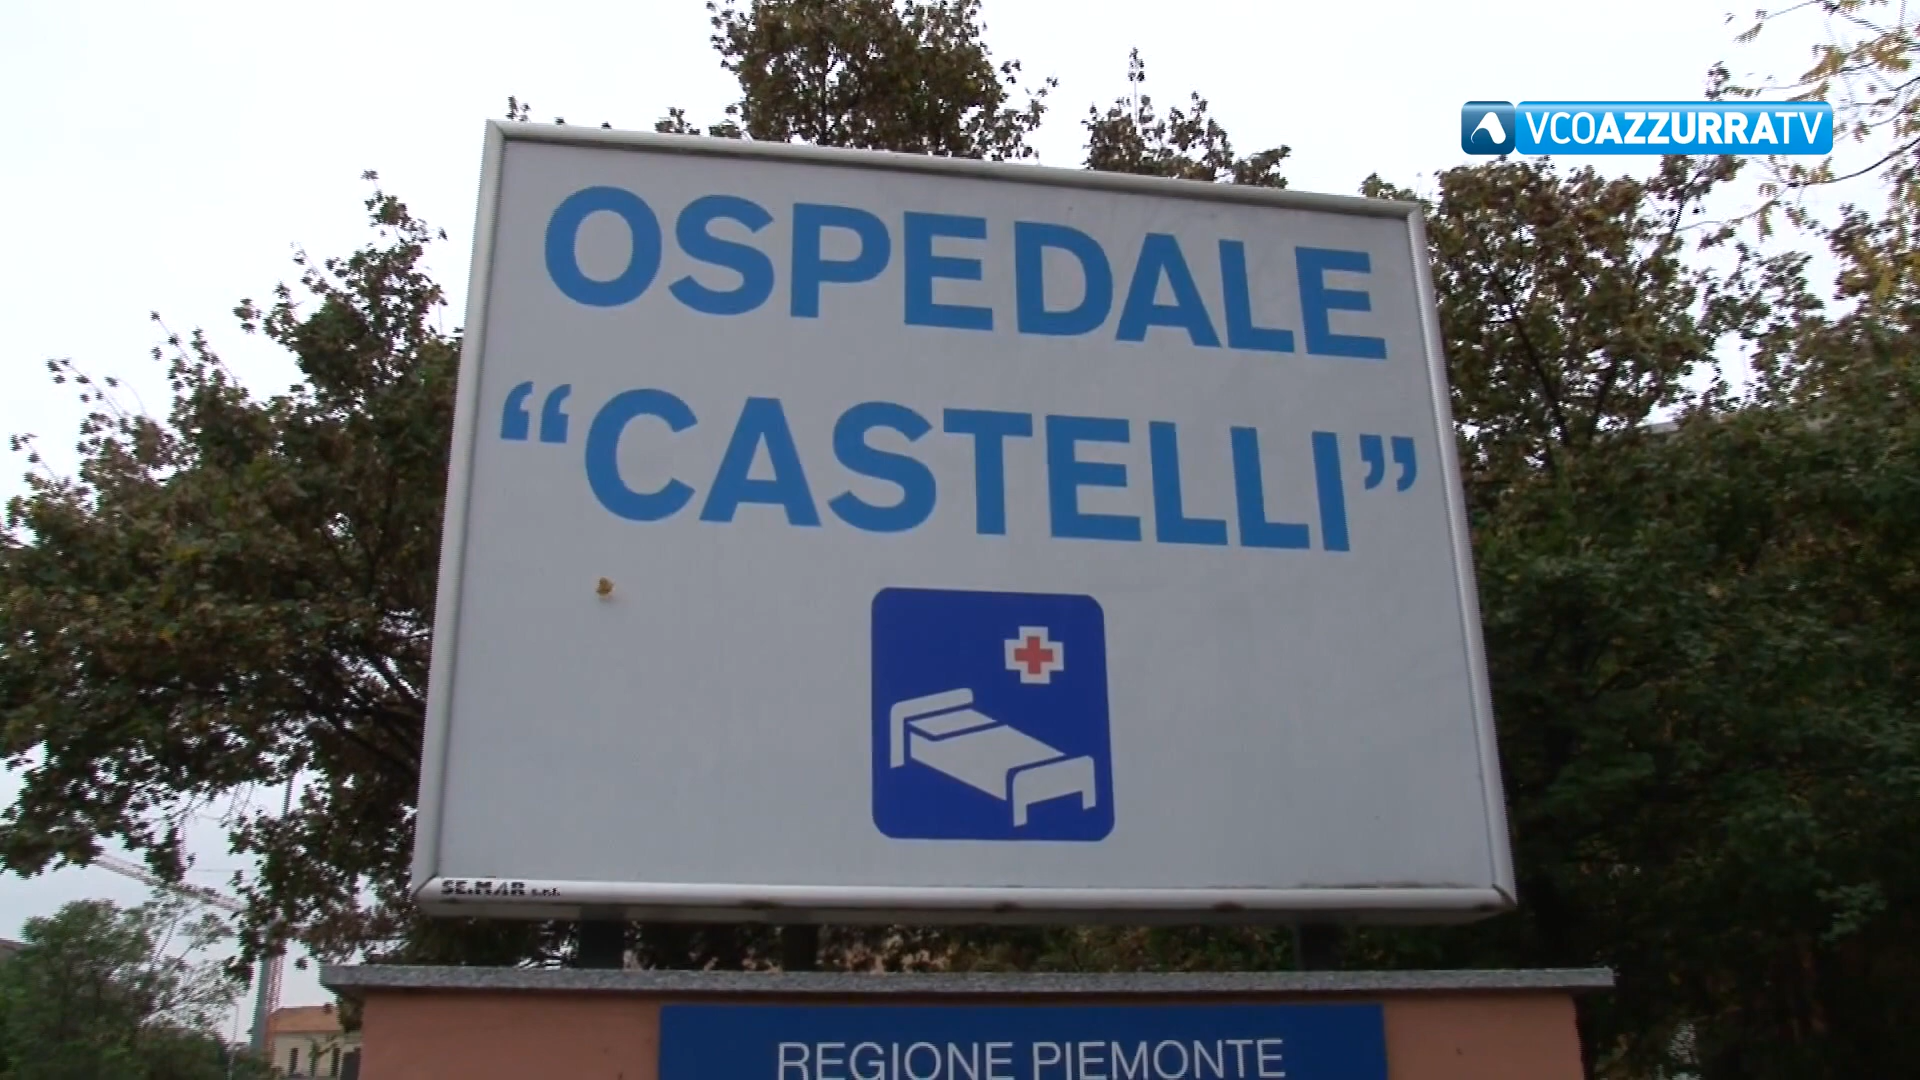 VCOAZZURRATV
OSPEDALE
“CASTELLI”
SE.MAR s.r.l.
REGIONE PIEMONTE